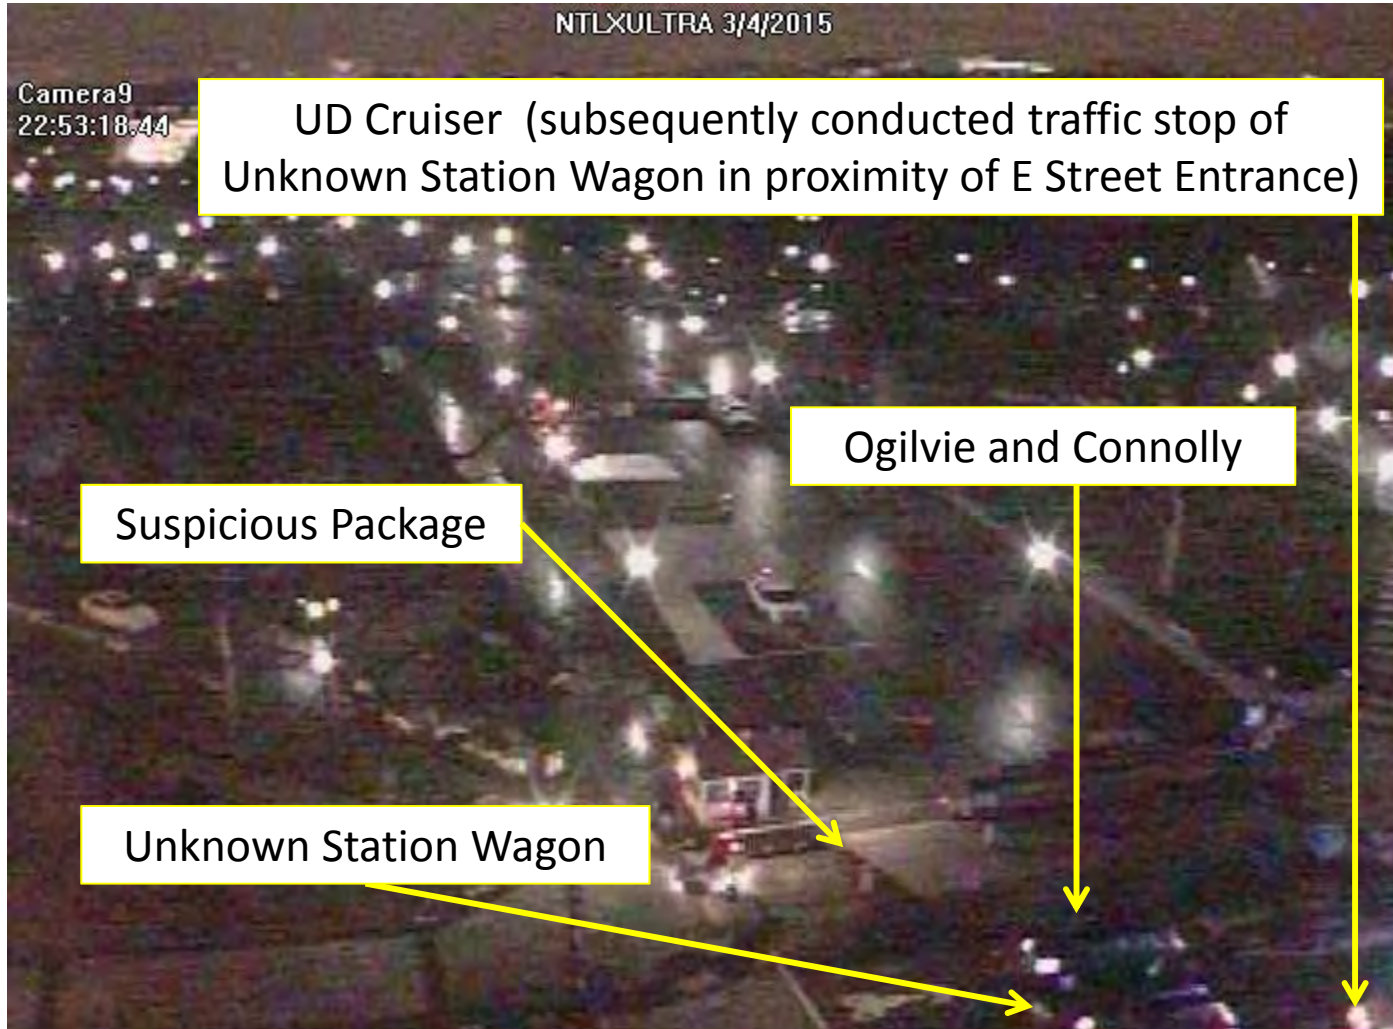 NTLXULTRA 3/4/2015
Camera9
22:53:18.44
UD Cruiser (subsequently conducted traffic stop of
Unknown Station Wagon in proximity of E Street Entrance)
Ogilvie and Connolly
Suspicious Package
Unknown Station Wagon